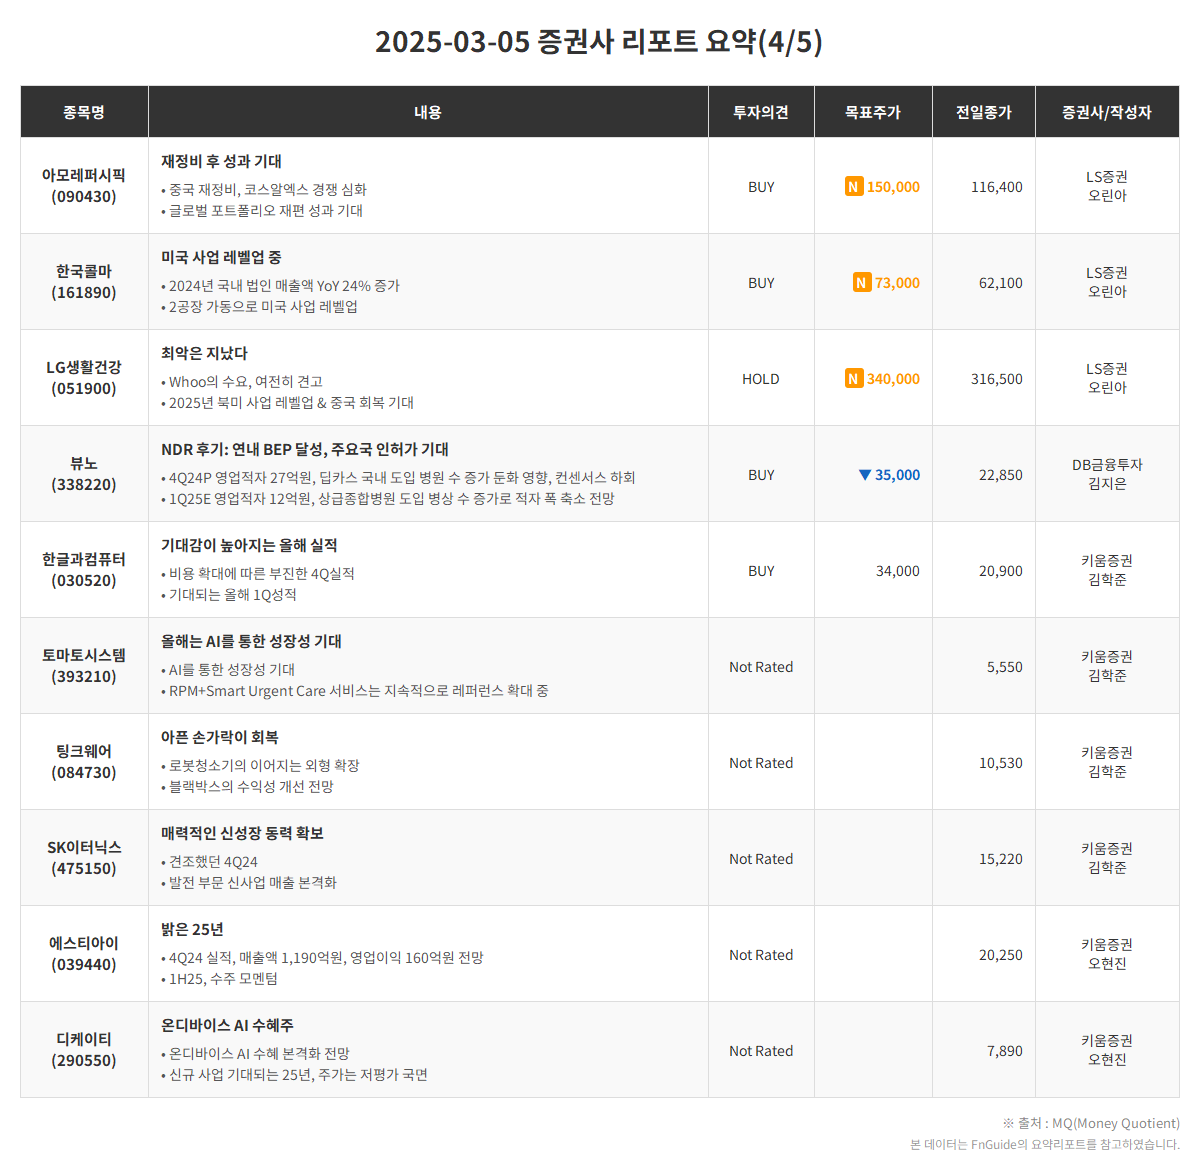 2025-03-05 증권사 리포트 요약(4/5)
종목명 내용 투자의견 목표주가 전일종가 증권사/작성자
아모레퍼시픽
(090430)
재정비 후 성과 기대
• 중국 재정비, 코스알엑스 경쟁 심화
• 글로벌 포트폴리오 재편 성과 기대
BUY
N 150,000
116,400
LS증권
오린아
한국콜마
(161890)
미국 사업 레벨업 중
• 2024년 국내 법인 매출액 YoY 24% 증가
• 2공장 가동으로 미국 사업 레벨업
BUY
N 73,000
62,100
LS증권
오린아
LG생활건강
(051900)
최악은 지났다
• Whoo의 수요, 여전히 견고
• 2025년 북미 사업 레벨업 & 중국 회복 기대
HOLD
N 340,000
316,500
LS증권
오린아
뷰노
(338220)
NDR 후기: 연내 BEP 달성, 주요국 인허가 기대
• 4Q24P 영업적자 27억원, 딥카스 국내 도입 병원 수 증가 둔화 영향, 컨센서스 하회
• 1Q25E 영업적자 12억원, 상급종합병원 도입 병상 수 증가로 적자 폭 축소 전망
BUY
▼ 35,000
22,850
DB금융투자
김지은
한글과컴퓨터
(030520)
기대감이 높아지는 올해 실적
• 비용 확대에 따른 부진한 4Q실적
• 기대되는 올해 1Q성적
BUY
34,000
20,900
키움증권
김학준
토마토시스템
(393210)
올해는 AI를 통한 성장성 기대
• AI를 통한 성장성 기대
• RPM+Smart Urgent Care 서비스는 지속적으로 레퍼런스 확대 중
Not Rated
5,550
키움증권
김학준
팅크웨어
(084730)
아픈 손가락이 회복
• 로봇청소기의 이어지는 외형 확장
• 블랙박스의 수익성 개선 전망
Not Rated
10,530
키움증권
김학준
SK이터닉스
(475150)
매력적인 신성장 동력 확보
• 견조했던 4Q24
• 발전 부문 신사업 매출 본격화
Not Rated
15,220
키움증권
김학준
에스티아이
(039440)
밝은 25년
• 4Q24 실적, 매출액 1,190억원, 영업이익 160억원 전망
• 1H25, 수주 모멘텀
Not Rated
20,250
키움증권
오현진
디케이티
(290550)
온디바이스 AI 수혜주
• 온디바이스 AI 수혜 본격화 전망
• 신규 사업 기대되는 25년, 주가는 저평가 국면
Not Rated
7,890
키움증권
오현진
※ 출처 : MQ(Money Quotient)
본 데이터는 FnGuide의 요약리포트를 참고하였습니다.